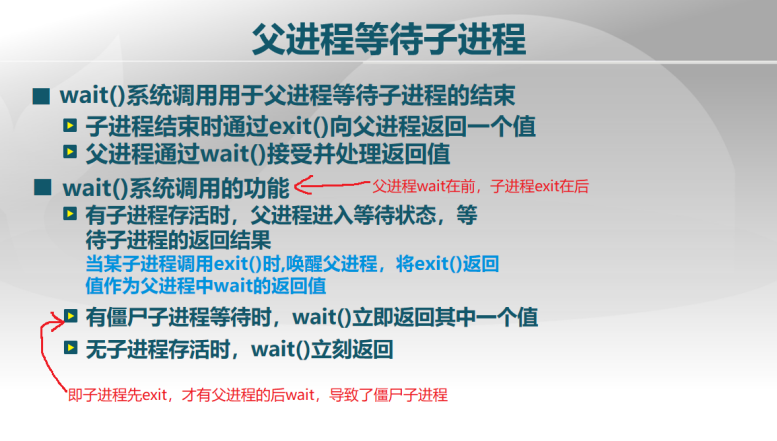 父进程等待子进程
wait()系统调用用于父进程等待子进程的结束
子进程结束时通过exit()向父进程返回一个值
父进程通过wait()接受并处理返回值
wait()系统调用的功能
父进程wait在前，子进程exit在后
有子进程存活时，父进程进入等待状态，等
待子进程的返回结果
当某子进程调用exit()时,唤醒父进程，将exit()返回
值作为父进程中wait的返回值
有僵尸子进程等待时，wait()立即返回其中一个值
无子进程存活时，wait()立刻返回
即子进程先exit，才有父进程的后wait，导致了僵尸子进程